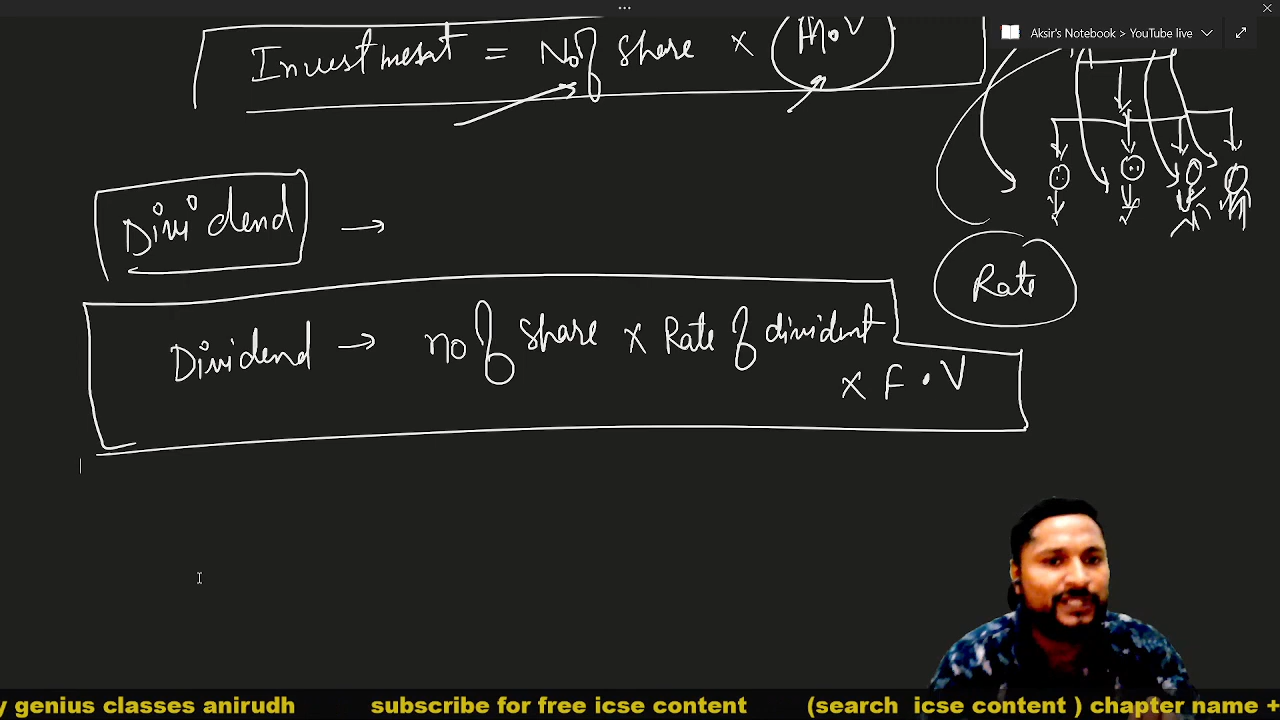 Aksir's Notebook > YouTube live
Investment = No of Share × M.V
Dividend →
Rate
Dividend → no of Share × Rate of divident
× F.V
y genius classes anirudh subscribe for free icse content (search icse content ) chapter name +